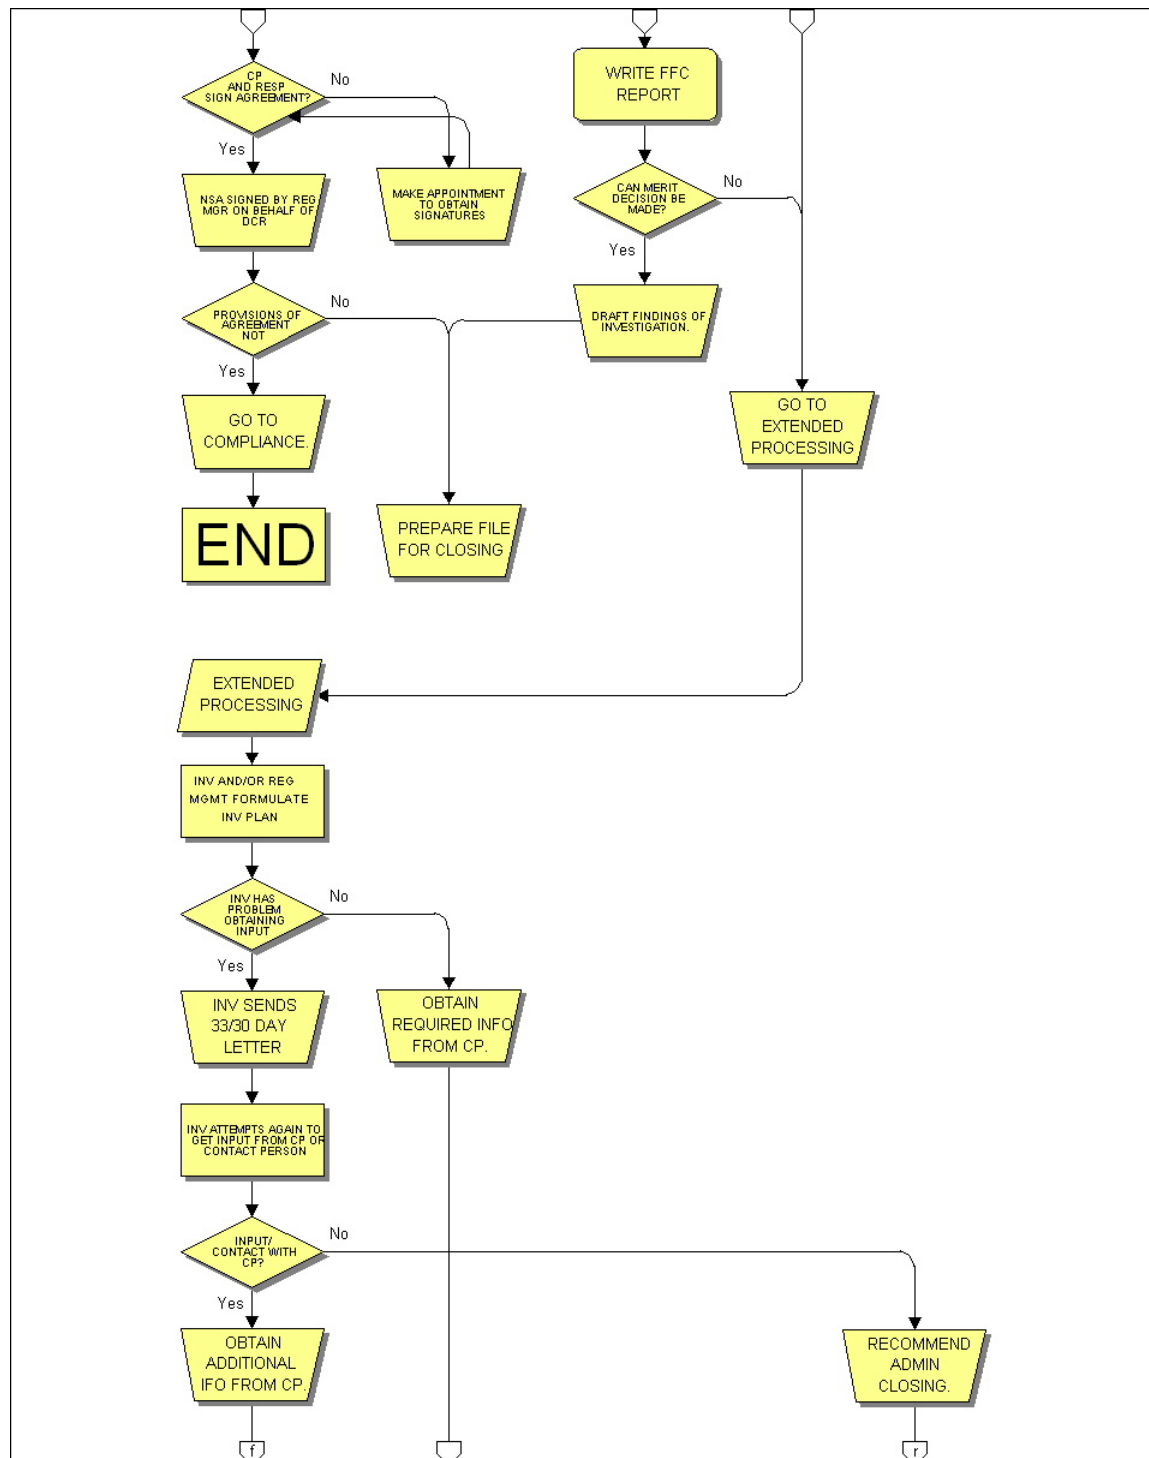 CP
AND RESP
SIGN AGREEMENT?
No
Yes
MAKE APPOINTMENT
TO OBTAIN
SIGNATURES
NSA SIGNED BY REG
MGR ON BEHALF OF
DCR
PROVISIONS OF
AGREEMENT
NOT
No
Yes
GO TO
COMPLIANCE.
END
PREPARE FILE
FOR CLOSING
WRITE FFC
REPORT
CAN MERIT
DECISION BE
MADE?
No
Yes
DRAFT FINDINGS OF
INVESTIGATION.
GO TO
EXTENDED
PROCESSING
EXTENDED
PROCESSING
INV AND/OR REG
MGMT FORMULATE
INV PLAN
INV HAS
PROBLEM
OBTAINING
INPUT
No
Yes
INV SENDS
33/30 DAY
LETTER
OBTAIN
REQUIRED INFO
FROM CP.
INV ATTEMPTS AGAIN TO
GET INPUT FROM CP OR
CONTACT PERSON
INPUT/
CONTACT WITH
CP?
No
Yes
OBTAIN
ADDITIONAL
IFO FROM CP.
RECOMMEND
ADMIN
CLOSING.
f
r